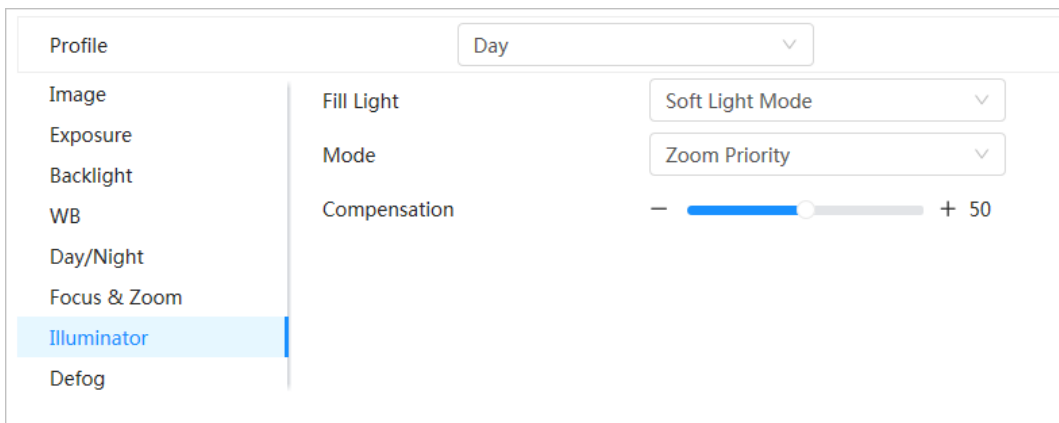 Profile Day
Image
Exposure
Backlight
WB
Day/Night
Focus & Zoom
Illuminator
Defog
Fill Light Soft Light Mode
Mode Zoom Priority
Compensation − + 50